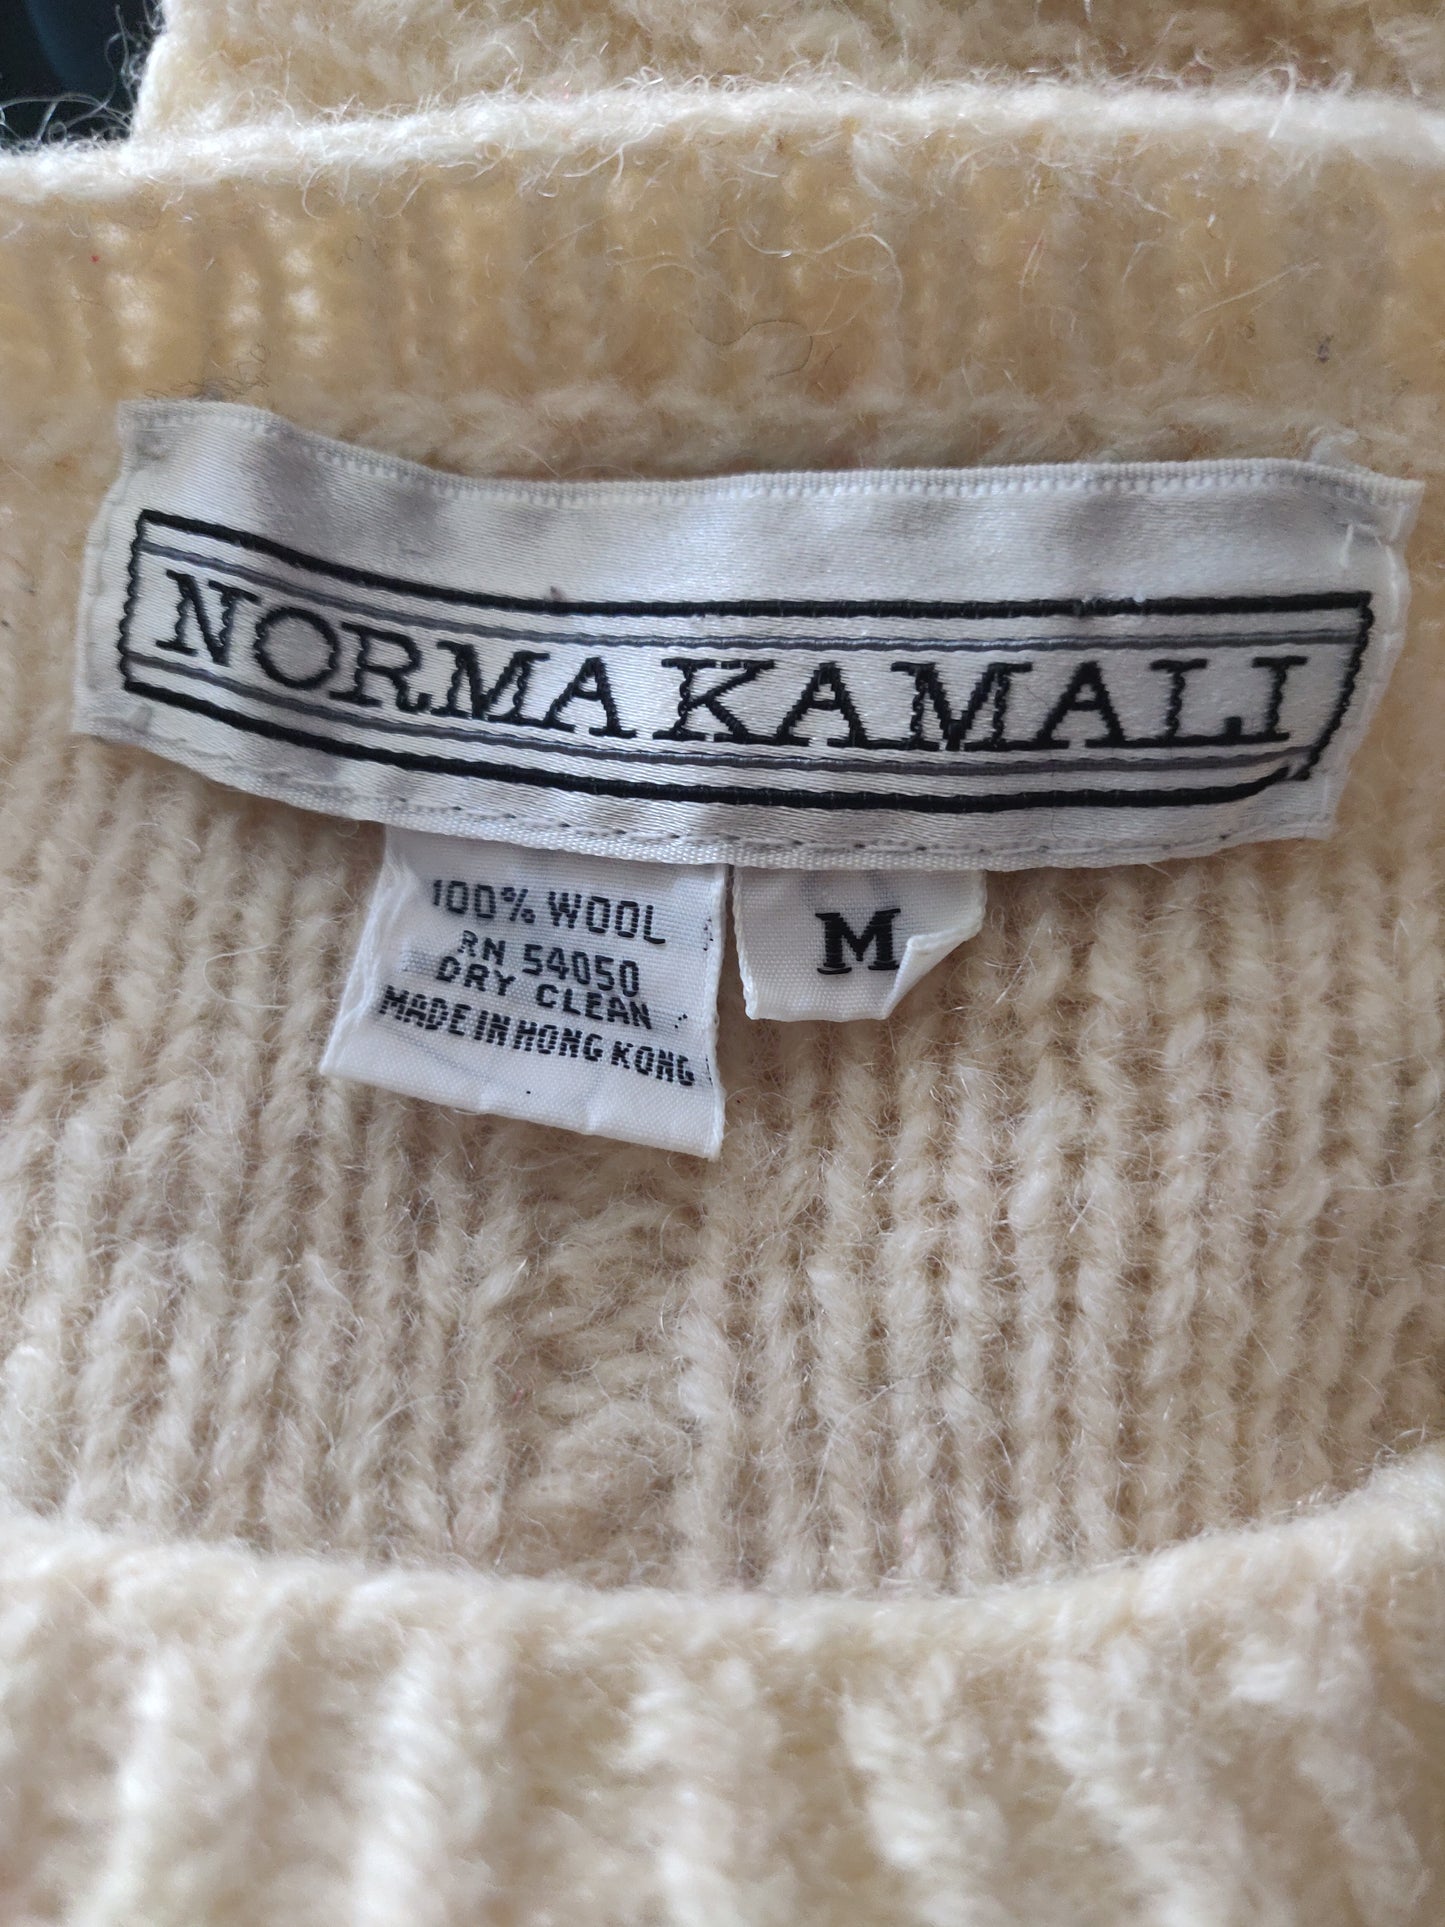 NORMA KAMALI
100% WOOL
RN 54050
DRY CLEAN
MADE IN HONG KONG
M